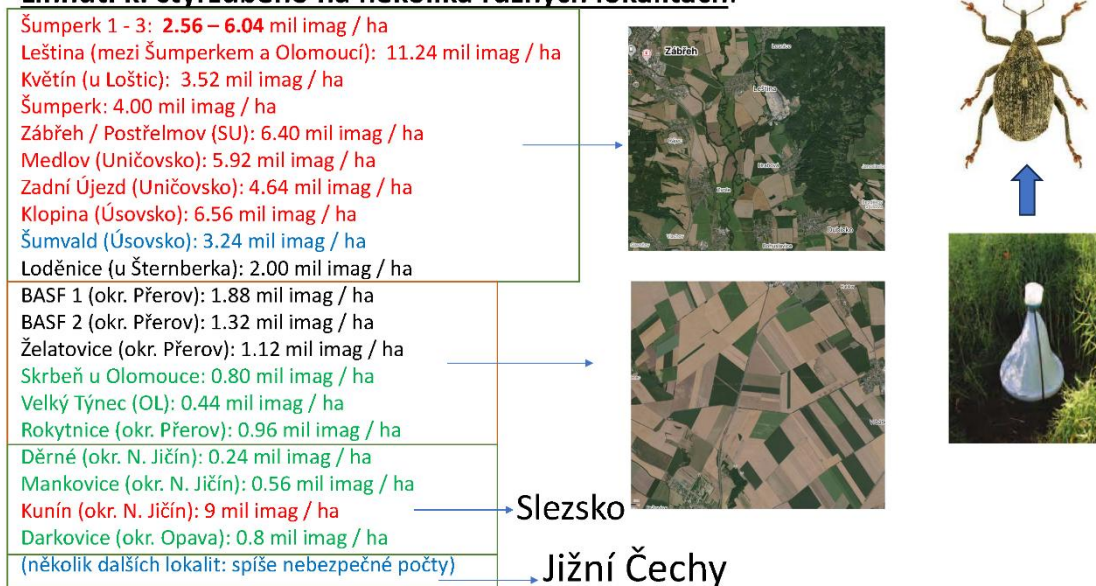 Líhnutí k. čtyřzubého na několika různých lokalitách:
Šumperk 1 - 3: 2.56 – 6.04 mil imag / ha
Leština (mezi Šumperkem a Olomoucí): 11.24 mil imag / ha
Květín (u Loštic): 3.52 mil imag / ha
Šumperk: 4.00 mil imag / ha
Zábřeh / Postřelmov (SU): 6.40 mil imag / ha
Medlov (Uničovsko): 5.92 mil imag / ha
Zadní Újezd (Uničovsko): 4.64 mil imag / ha
Klopina (Úsovsko): 6.56 mil imag / ha
Šumvald (Úsovsko): 3.24 mil imag / ha
Loděnice (u Šternberka): 2.00 mil imag / ha
BASF 1 (okr. Přerov): 1.88 mil imag / ha
BASF 2 (okr. Přerov): 1.32 mil imag / ha
Želatovice (okr. Přerov): 1.12 mil imag / ha
Skrbeň u Olomouce: 0.80 mil imag / ha
Velký Týnec (OL): 0.44 mil imag / ha
Rokytnice (okr. Přerov): 0.96 mil imag / ha
Děrné (okr. N. Jičín): 0.24 mil imag / ha
Mankovice (okr. N. Jičín): 0.56 mil imag / ha
Kunín (okr. N. Jičín): 9 mil imag / ha
Darkovice (okr. Opava): 0.8 mil imag / ha
(několik dalších lokalit: spíše nebezpečné počty)
Slezsko
Jižní Čechy
Zábřeh
Leština
Zvole
Dubicko